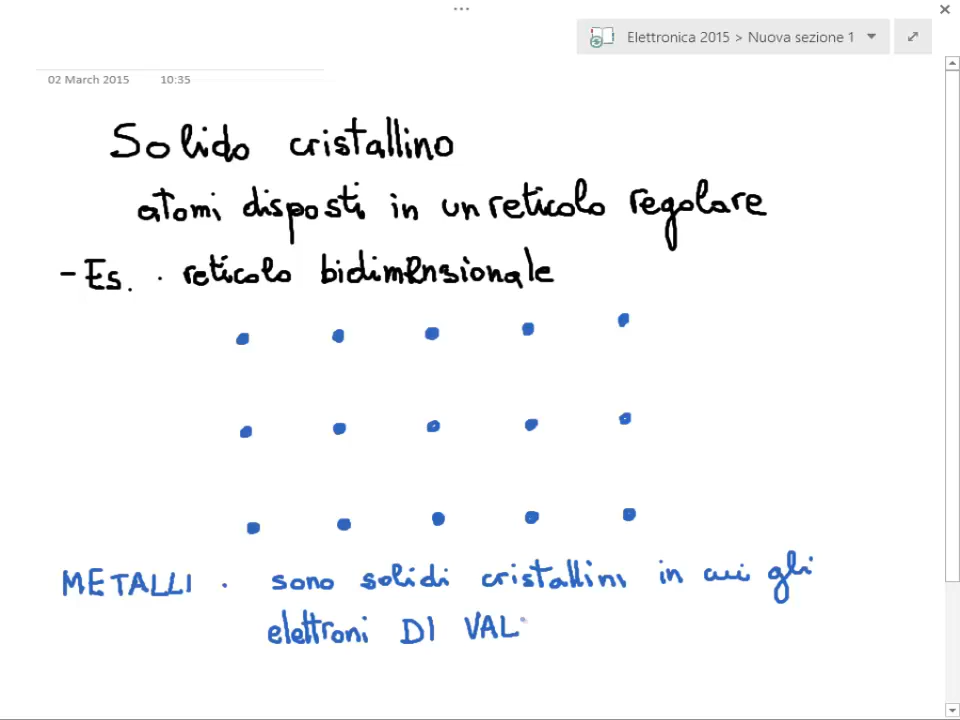 Elettronica 2015 > Nuova sezione 1
02 March 2015 10:35
Solido cristallino
atomi disposti in un reticolo regolare
- Es. · reticolo bidimensionale
METALLI · sono solidi cristallini in cui gli
elettroni DI VAL